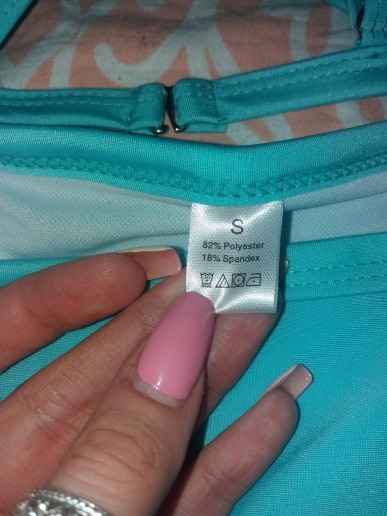 S
82% Polyester
18% Spandex